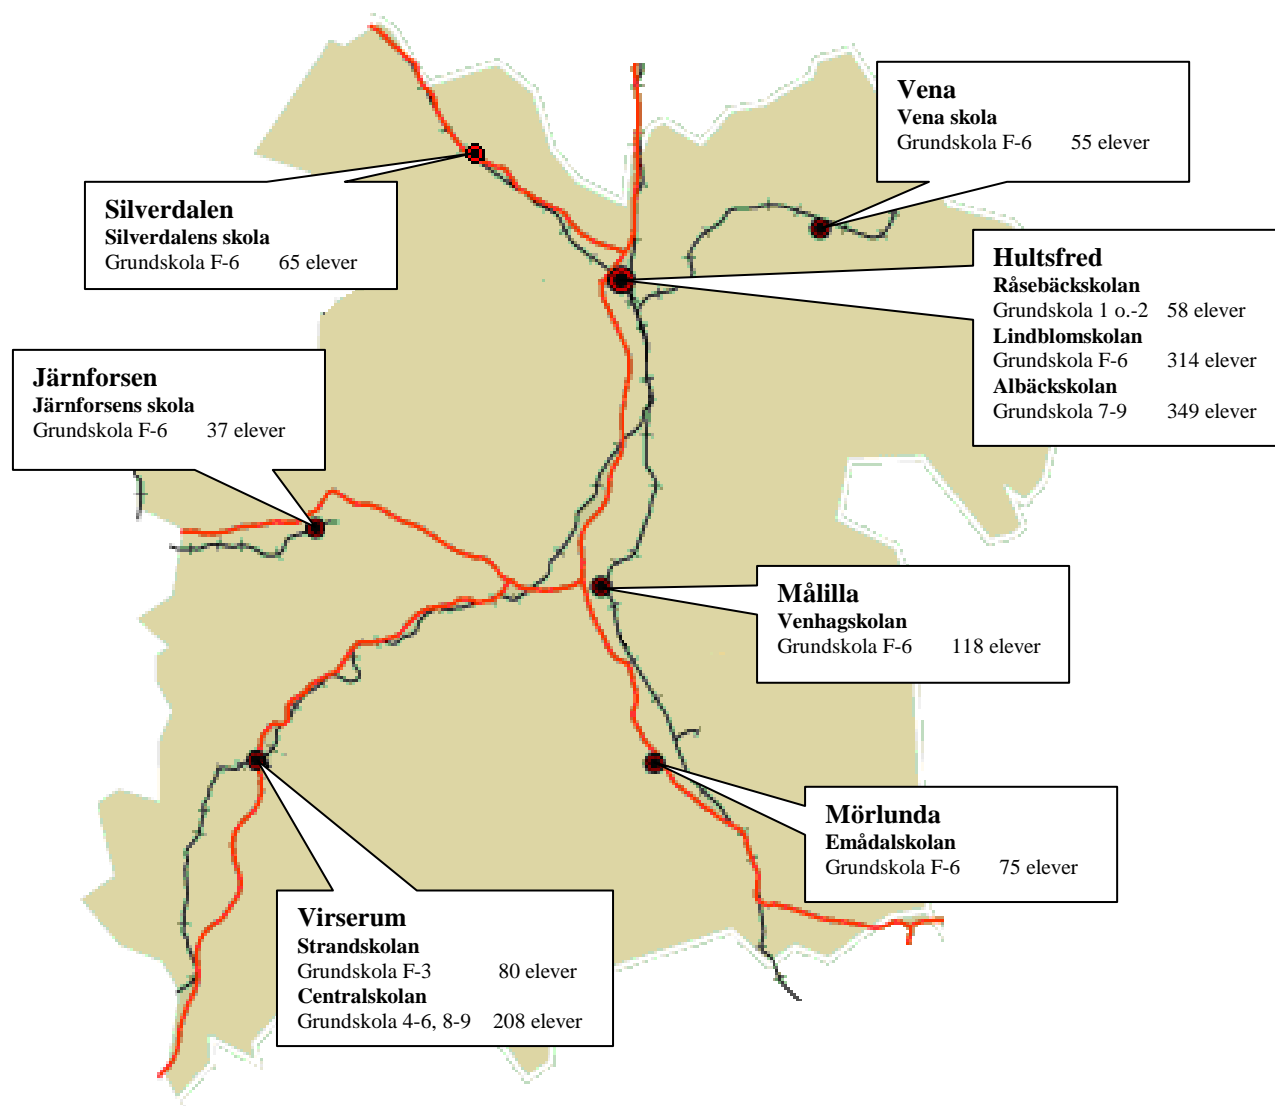 Vena
Vena skola
Grundskola F-6 55 elever
Silverdalen
Silverdalens skola
Grundskola F-6 65 elever
Hultsfred
Råsebäckskolan
Grundskola 1 o.-2 58 elever
Lindblomskolan
Grundskola F-6 314 elever
Albäckskolan
Grundskola 7-9 349 elever
Järnforsen
Järnforsens skola
Grundskola F-6 37 elever
Målilla
Venhagskolan
Grundskola F-6 118 elever
Mörlunda
Emådalskolan
Grundskola F-6 75 elever
Virserum
Strandskolan
Grundskola F-3 80 elever
Centralskolan
Grundskola 4-6, 8-9 208 elever